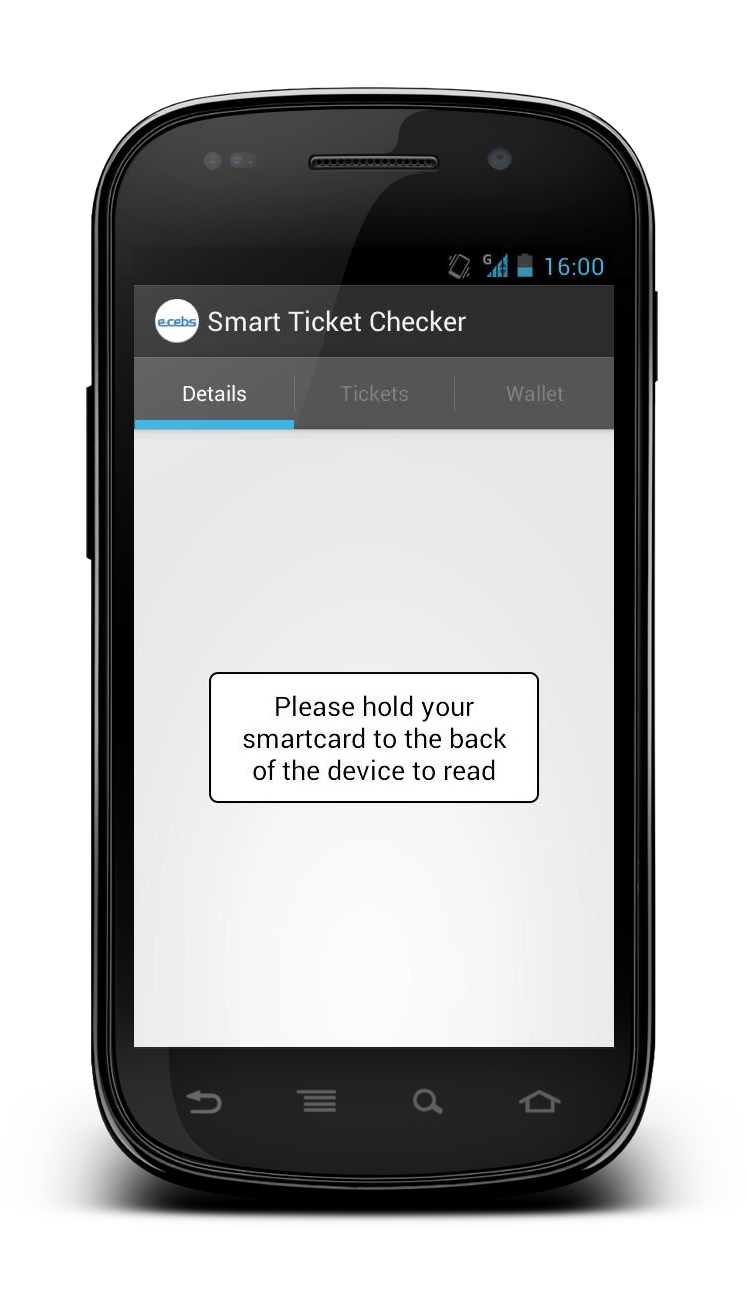 G 16:00
e.cebs Smart Ticket Checker
Details Tickets Wallet
Please hold your
smartcard to the back
of the device to read